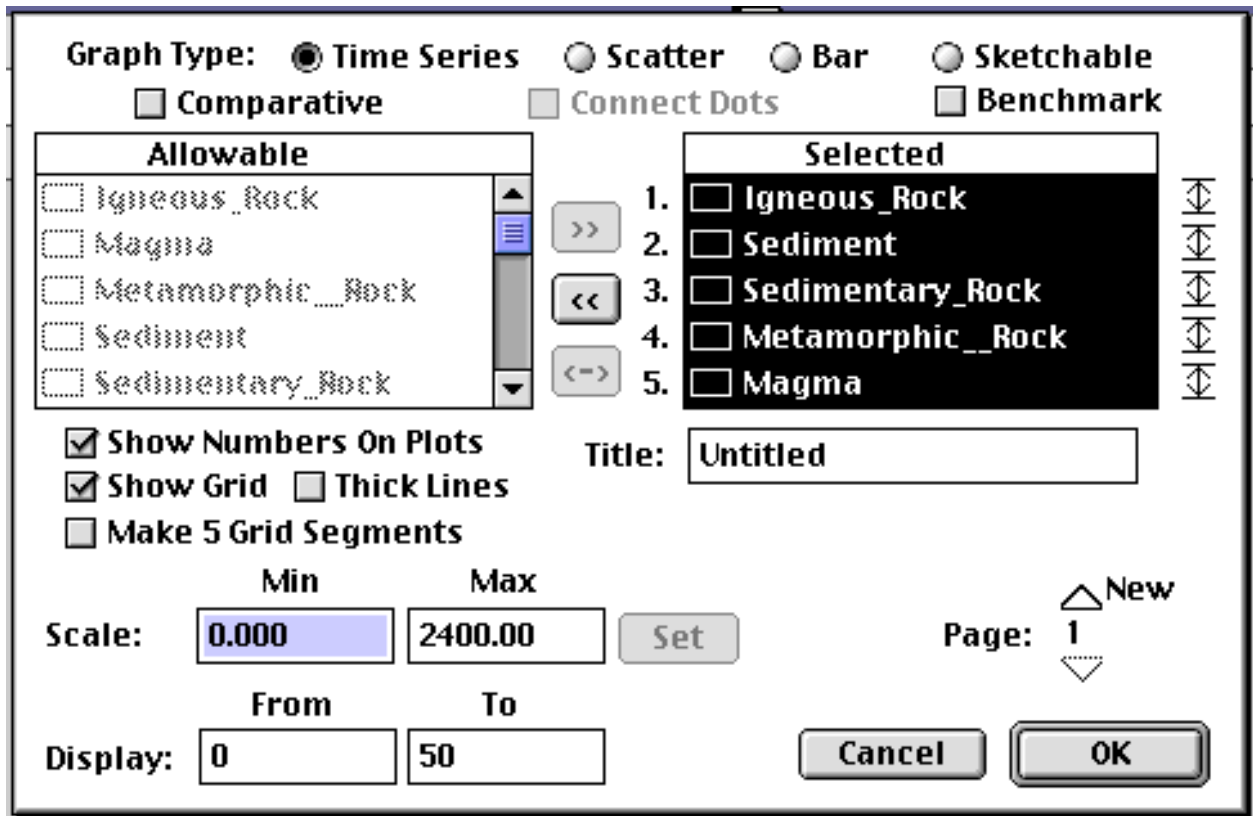 Graph Type: Time Series Scatter Bar Sketchable
Comparative Connect Dots Benchmark
Allowable Selected
Igneous_Rock >> 1. Igneous_Rock
Magma 2. Sediment
Metamorphic__Rock << 3. Sedimentary_Rock
Sediment 4. Metamorphic__Rock
Sedimentary_Rock <-> 5. Magma
Show Numbers On Plots
Title: Untitled
Show Grid Thick Lines
Make 5 Grid Segments
Min Max
New
Scale: 0.000 2400.00 Set Page: 1
From To
Display: 0 50 Cancel OK